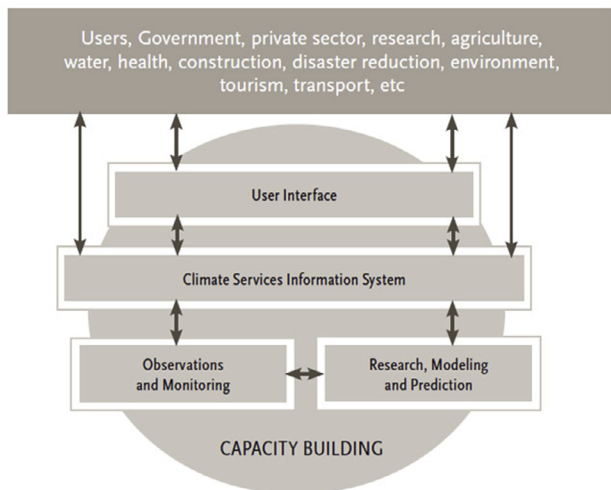 Users, Government, private sector, research, agriculture,
water, health, construction, disaster reduction, environment,
tourism, transport, etc
User Interface
Climate Services Information System
Observations
and Monitoring
Research, Modeling
and Prediction
CAPACITY BUILDING